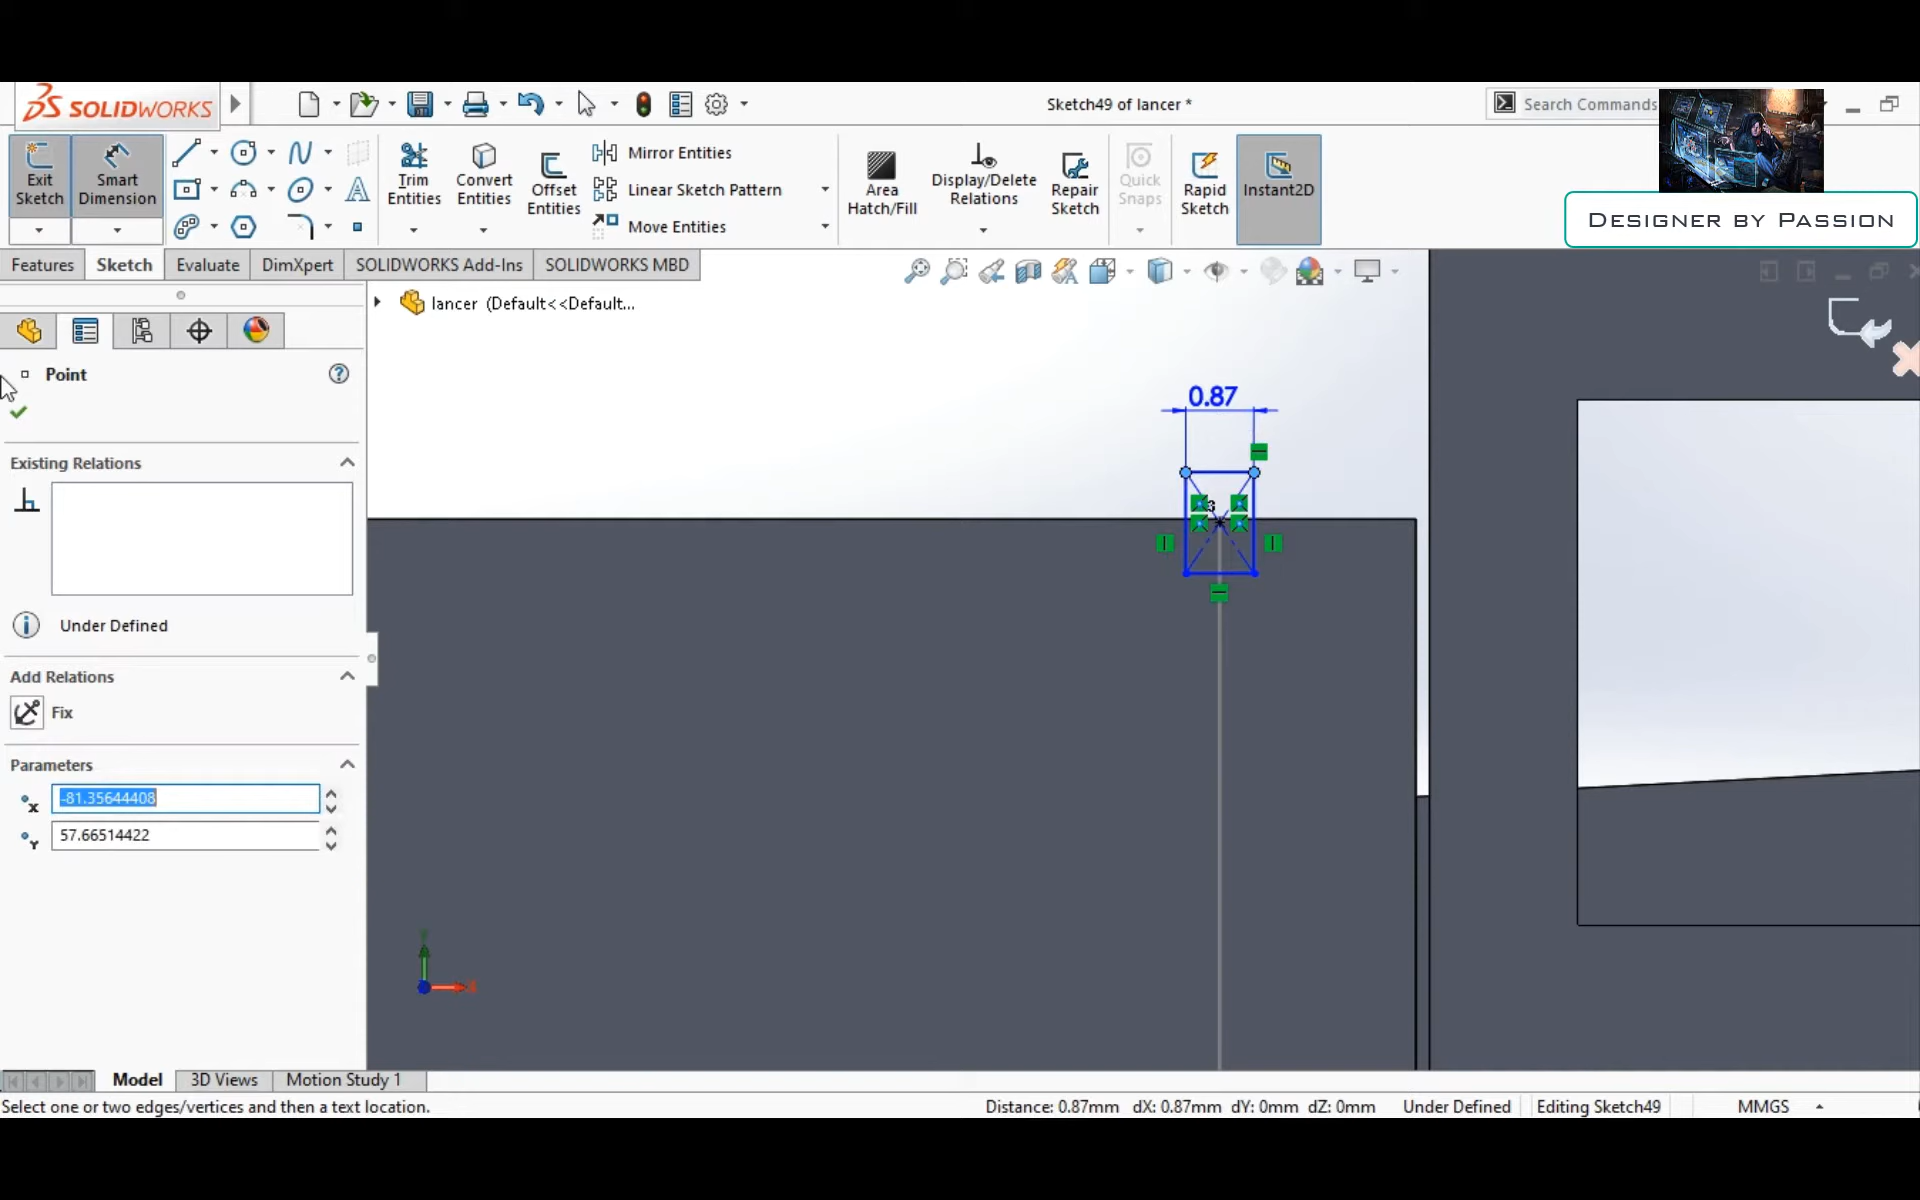 SOLIDWORKS
Sketch49 of lancer *
Search Commands
Designer by Passion
Exit Sketch
Smart Dimension
Trim Entities
Convert Entities
Offset Entities
Mirror Entities
Linear Sketch Pattern
Move Entities
Area Hatch/Fill
Display/Delete Relations
Repair Sketch
Quick Snaps
Rapid Sketch
Instant2D
Features
Sketch
Evaluate
DimXpert
SOLIDWORKS Add-Ins
SOLIDWORKS MBD
lancer (Default<<Default...
Point
Existing Relations
Under Defined
Add Relations
Fix
Parameters
X
-81.35644408
Y
57.66514422
0.87
Model
3D Views
Motion Study 1
Select one or two edges/vertices and then a text location.
Distance: 0.87mm dX: 0.87mm dY: 0mm dZ: 0mm
Under Defined
Editing Sketch49
MMGS